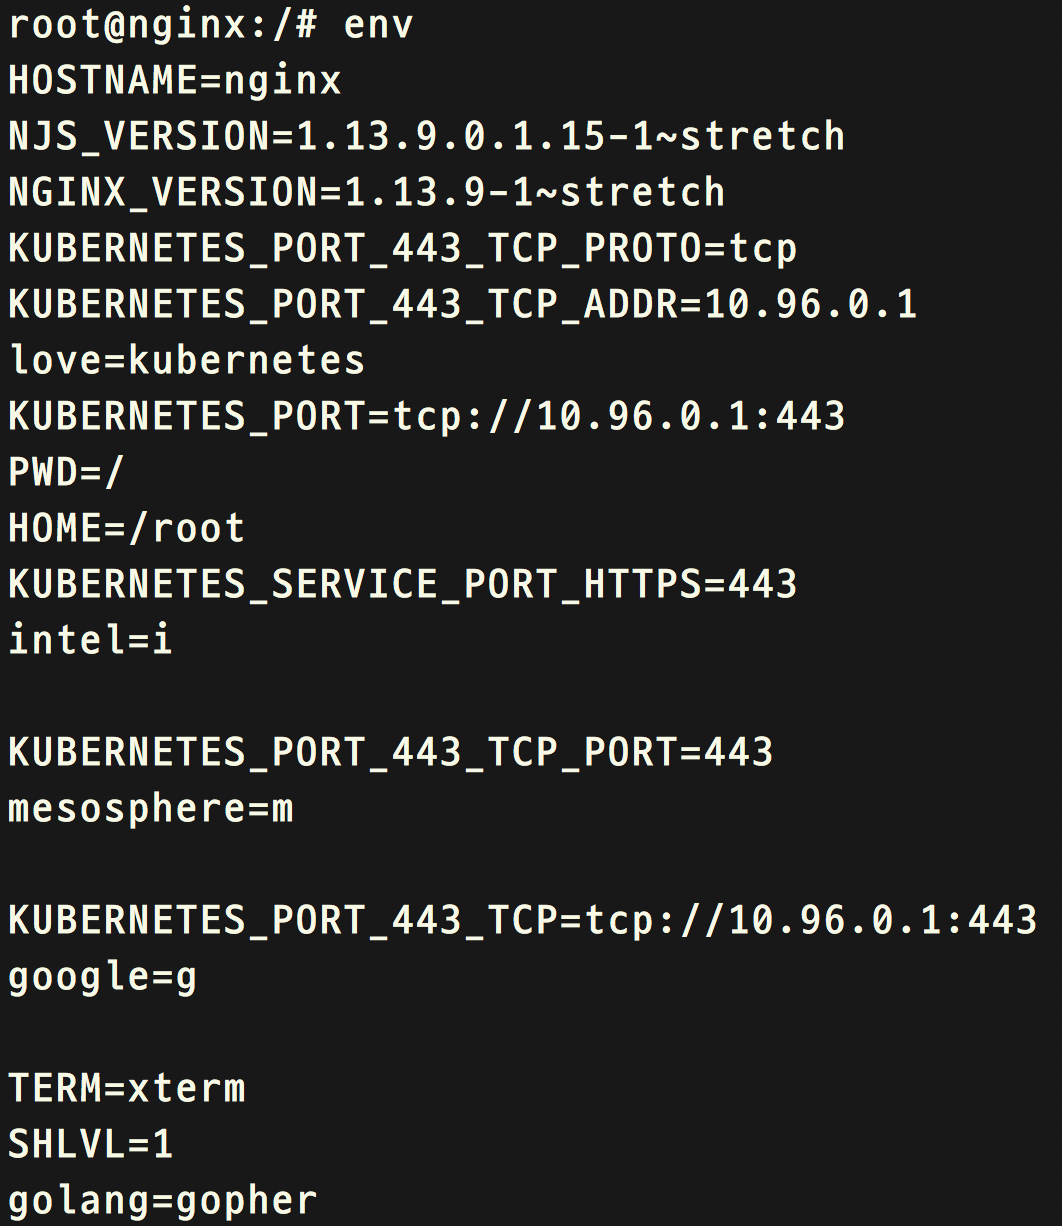 root@nginx:/# env
HOSTNAME=nginx
NJS_VERSION=1.13.9.0.1.15-1~stretch
NGINX_VERSION=1.13.9-1~stretch
KUBERNETES_PORT_443_TCP_PROTO=tcp
KUBERNETES_PORT_443_TCP_ADDR=10.96.0.1
love=kubernetes
KUBERNETES_PORT=tcp://10.96.0.1:443
PWD=/
HOME=/root
KUBERNETES_SERVICE_PORT_HTTPS=443
intel=i
KUBERNETES_PORT_443_TCP_PORT=443
mesosphere=m
KUBERNETES_PORT_443_TCP=tcp://10.96.0.1:443
google=g
TERM=xterm
SHLVL=1
golang=gopher